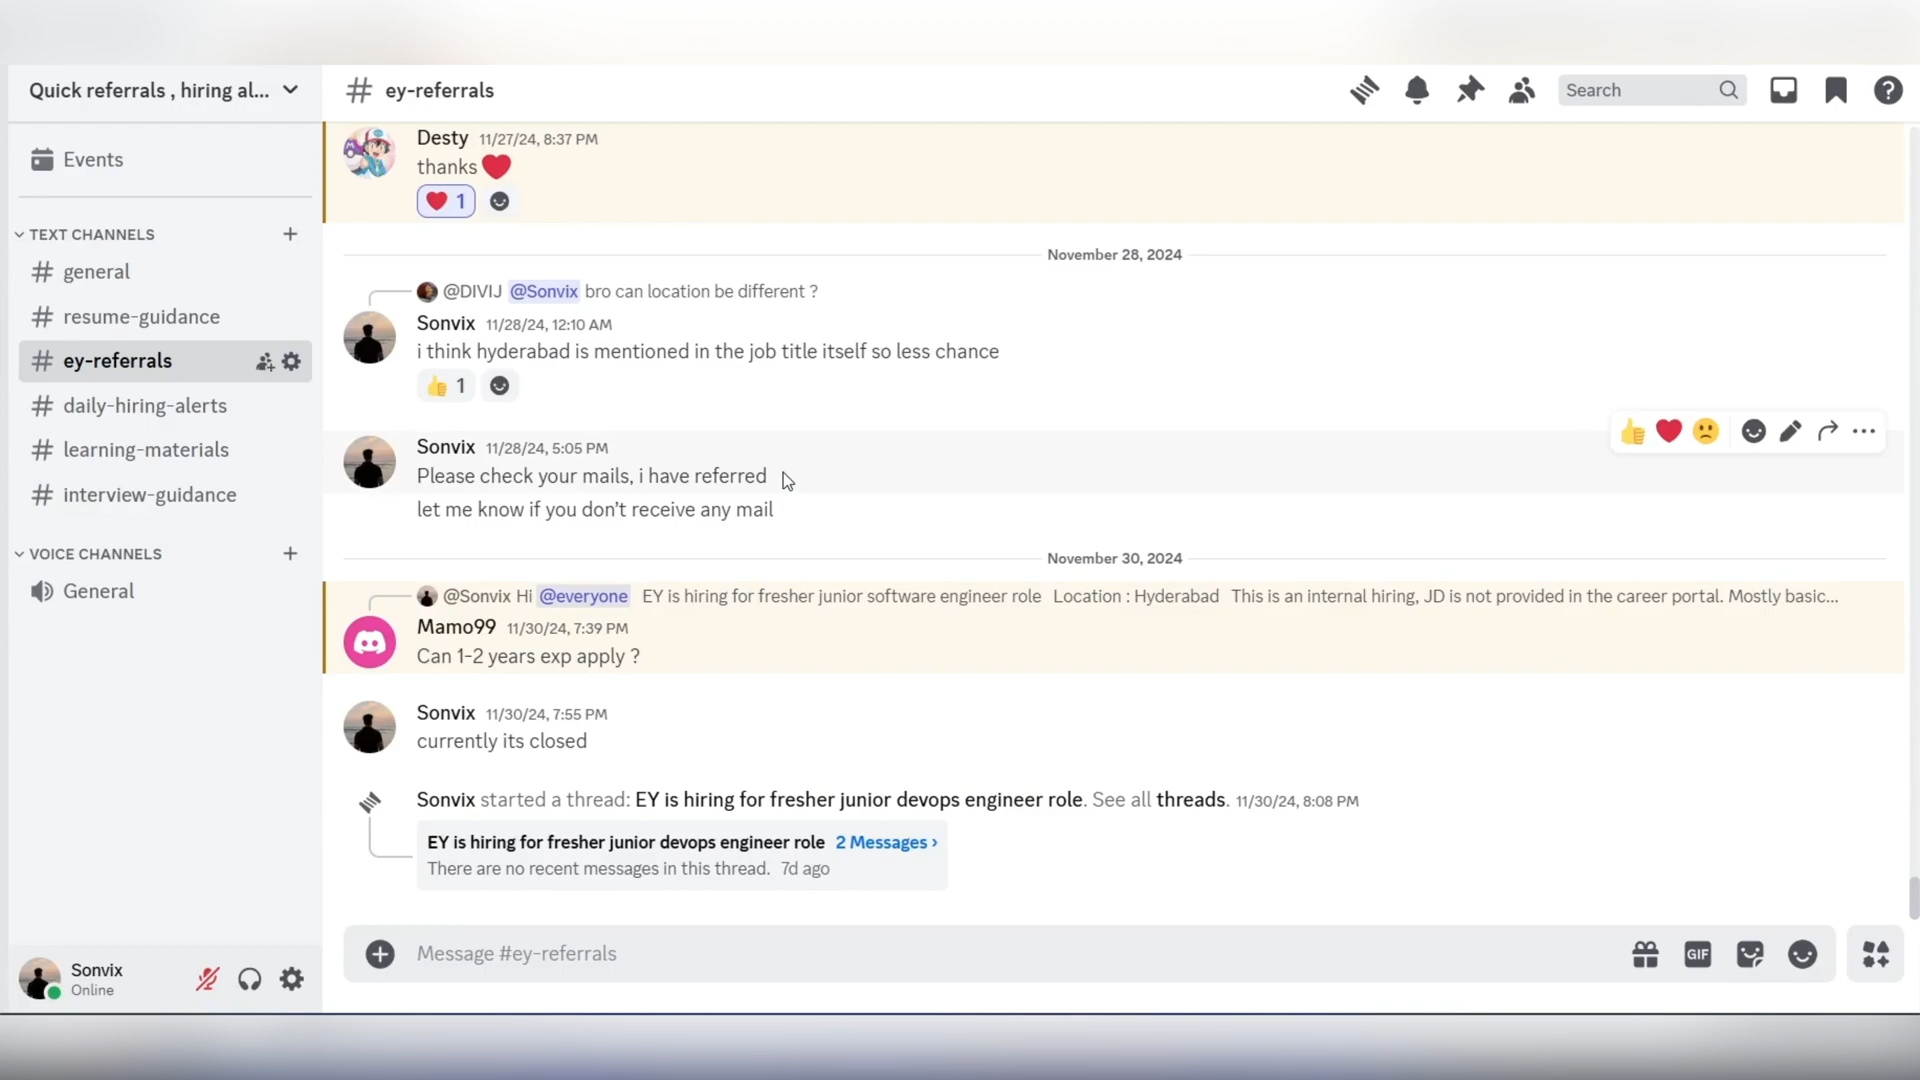 Quick referrals , hiring al...
Events
TEXT CHANNELS
general
resume-guidance
ey-referrals
daily-hiring-alerts
learning-materials
interview-guidance
VOICE CHANNELS
General
Sonvix
Online
# ey-referrals
Search
Desty 11/27/24, 8:37 PM
thanks❤️
❤️ 1
November 28, 2024
@DIVIJ @Sonvix bro can location be different ?
Sonvix 11/28/24, 12:10 AM
i think hyderabad is mentioned in the job title itself so less chance
👍 1
Sonvix 11/28/24, 5:05 PM
Please check your mails, i have referred
let me know if you don't receive any mail
November 30, 2024
@Sonvix Hi @everyone EY is hiring for fresher junior software engineer role Location : Hyderabad This is an internal hiring, JD is not provided in the career portal. Mostly basic...
Mamo99 11/30/24, 7:39 PM
Can 1-2 years exp apply ?
Sonvix 11/30/24, 7:55 PM
currently its closed
Sonvix started a thread: EY is hiring for fresher junior devops engineer role. See all threads. 11/30/24, 8:08 PM
EY is hiring for fresher junior devops engineer role 2 Messages ›
There are no recent messages in this thread. 7d ago
Message #ey-referrals
GIF